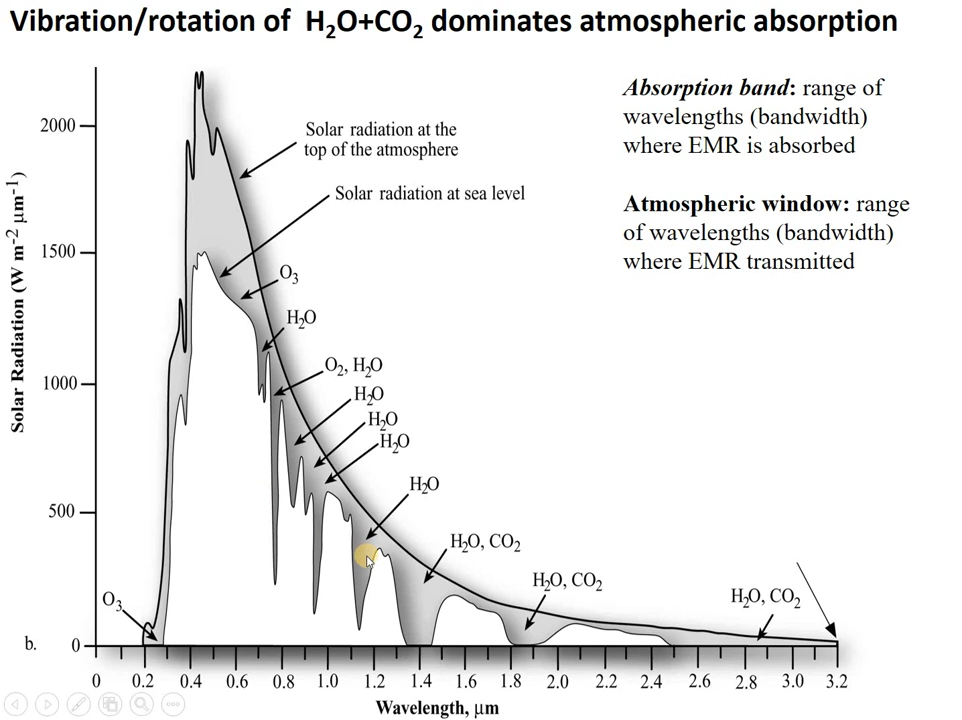 Vibration/rotation of H₂O+CO₂ dominates atmospheric absorption
Absorption band: range of
wavelengths (bandwidth)
where EMR is absorbed
Atmospheric window: range
of wavelengths (bandwidth)
where EMR transmitted
Solar Radiation (W m⁻² μm⁻¹)
2000
1500
1000
500
0
Solar radiation at the
top of the atmosphere
Solar radiation at sea level
O₃
H₂O
O₂, H₂O
H₂O
H₂O
H₂O
H₂O
H₂O, CO₂
H₂O, CO₂
H₂O, CO₂
O₃
b.
0 0.2 0.4 0.6 0.8 1.0 1.2 1.4 1.6 1.8 2.0 2.2 2.4 2.6 2.8 3.0 3.2
Wavelength, μm